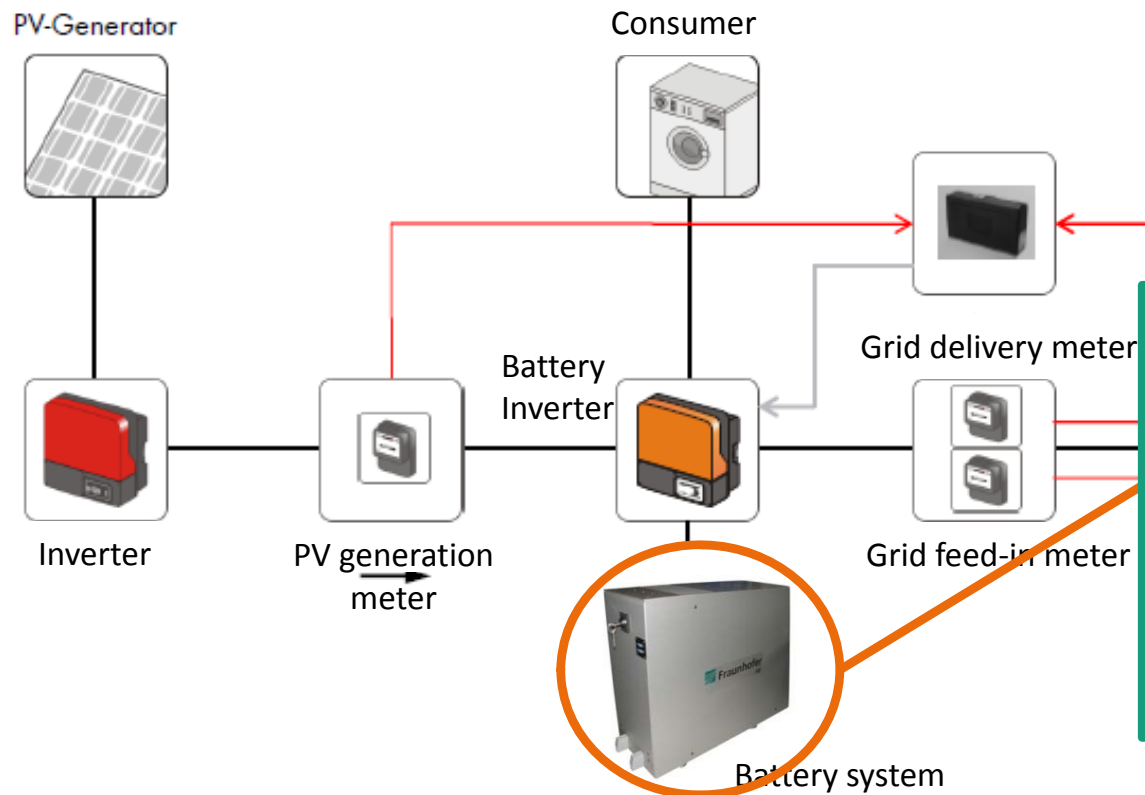 PV-Generator
Consumer
Grid delivery meter
Battery
Inverter
Inverter
PV generation
meter
Grid feed-in meter
Fraunhofer
Battery system